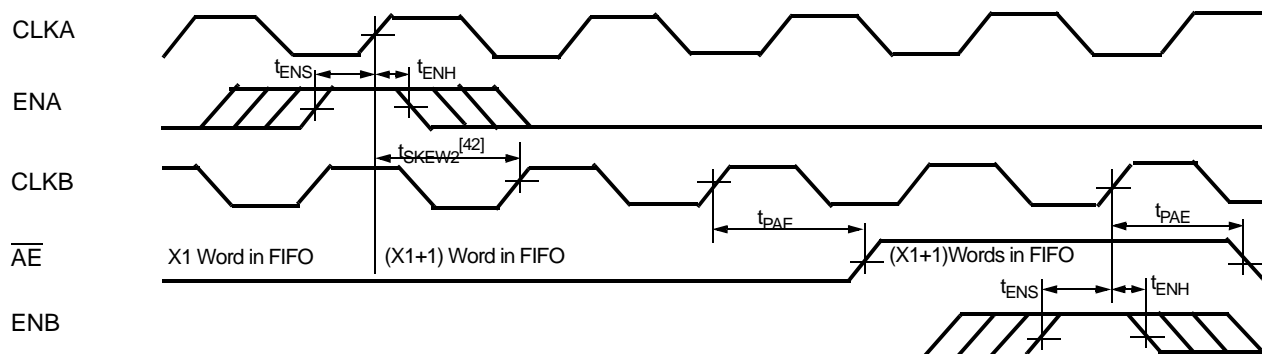 CLKA
tENS
tENH
ENA
tSKEW2[42]
CLKB
tPAE
tPAE
AE
X1 Word in FIFO
(X1+1) Word in FIFO
(X1+1)Words in FIFO
tENS
tENH
ENB